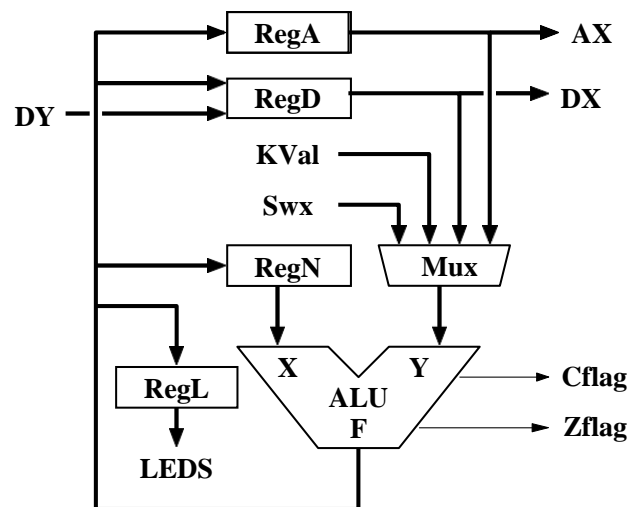 RegA
AX
RegD
DY
DX
KVal
Swx
RegN
Mux
X
Y
RegL
ALU
Cflag
F
Zflag
LEDS